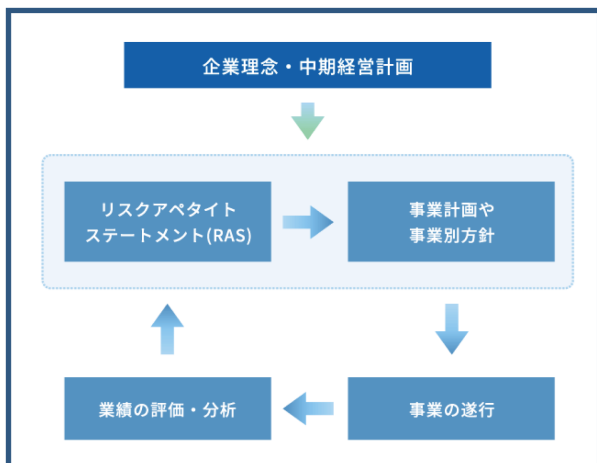 企業理念・中期経営計画
リスクアペタイト
ステートメント(RAS)
事業計画や
事業別方針
業績の評価・分析
事業の遂行